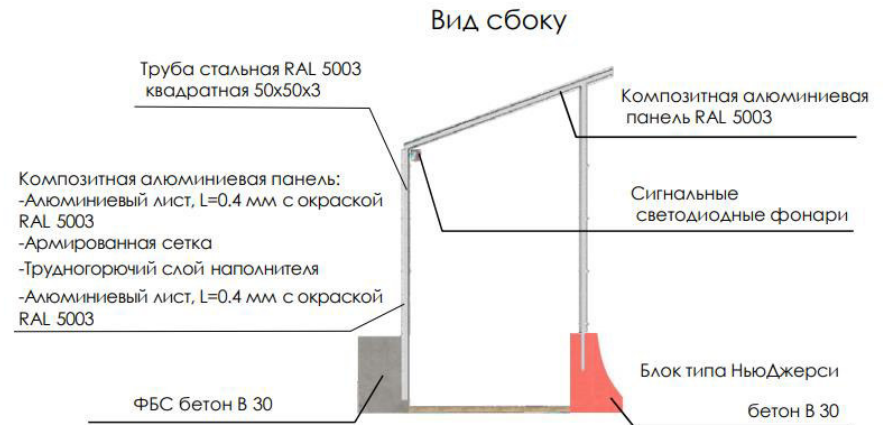 Вид сбоку
Труба стальная RAL 5003
квадратная 50х50х3
Композитная алюминиевая
панель RAL 5003
Композитная алюминиевая панель:
-Алюминиевый лист, L=0.4 мм с окраской
RAL 5003
-Армированная сетка
-Трудногорючий слой наполнителя
-Алюминиевый лист, L=0.4 мм с окраской
RAL 5003
Сигнальные
светодиодные фонари
ФБС бетон В 30
Блок типа НьюДжерси
бетон В 30